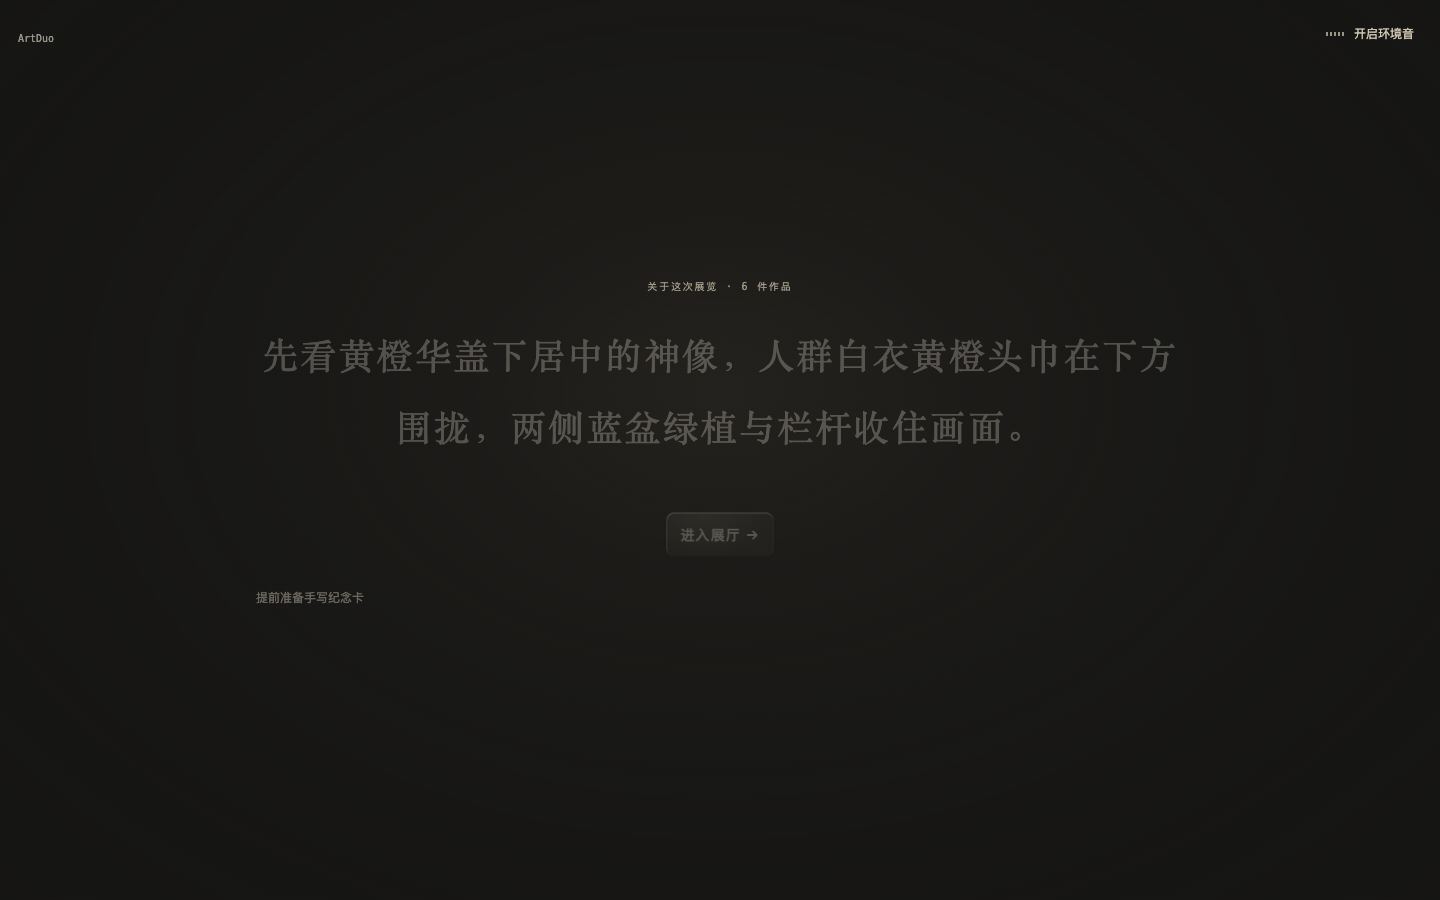 ArtDuo
开启环境音
关于这次展览 · 6 件作品
先看黄橙华盖下居中的神像，人群白衣黄橙头巾在下方
围拢，两侧蓝盆绿植与栏杆收住画面。
进入展厅 →
提前准备手写纪念卡